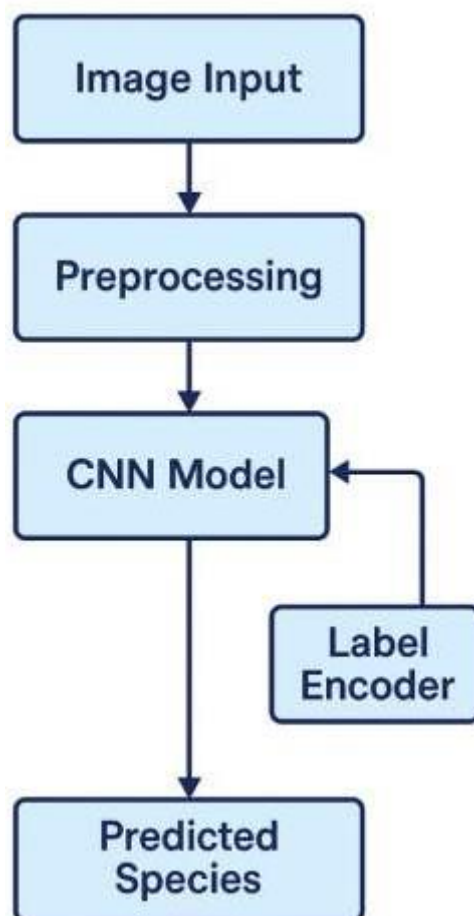 Image Input
Preprocessing
CNN Model
Label
Encoder
Predicted
Species